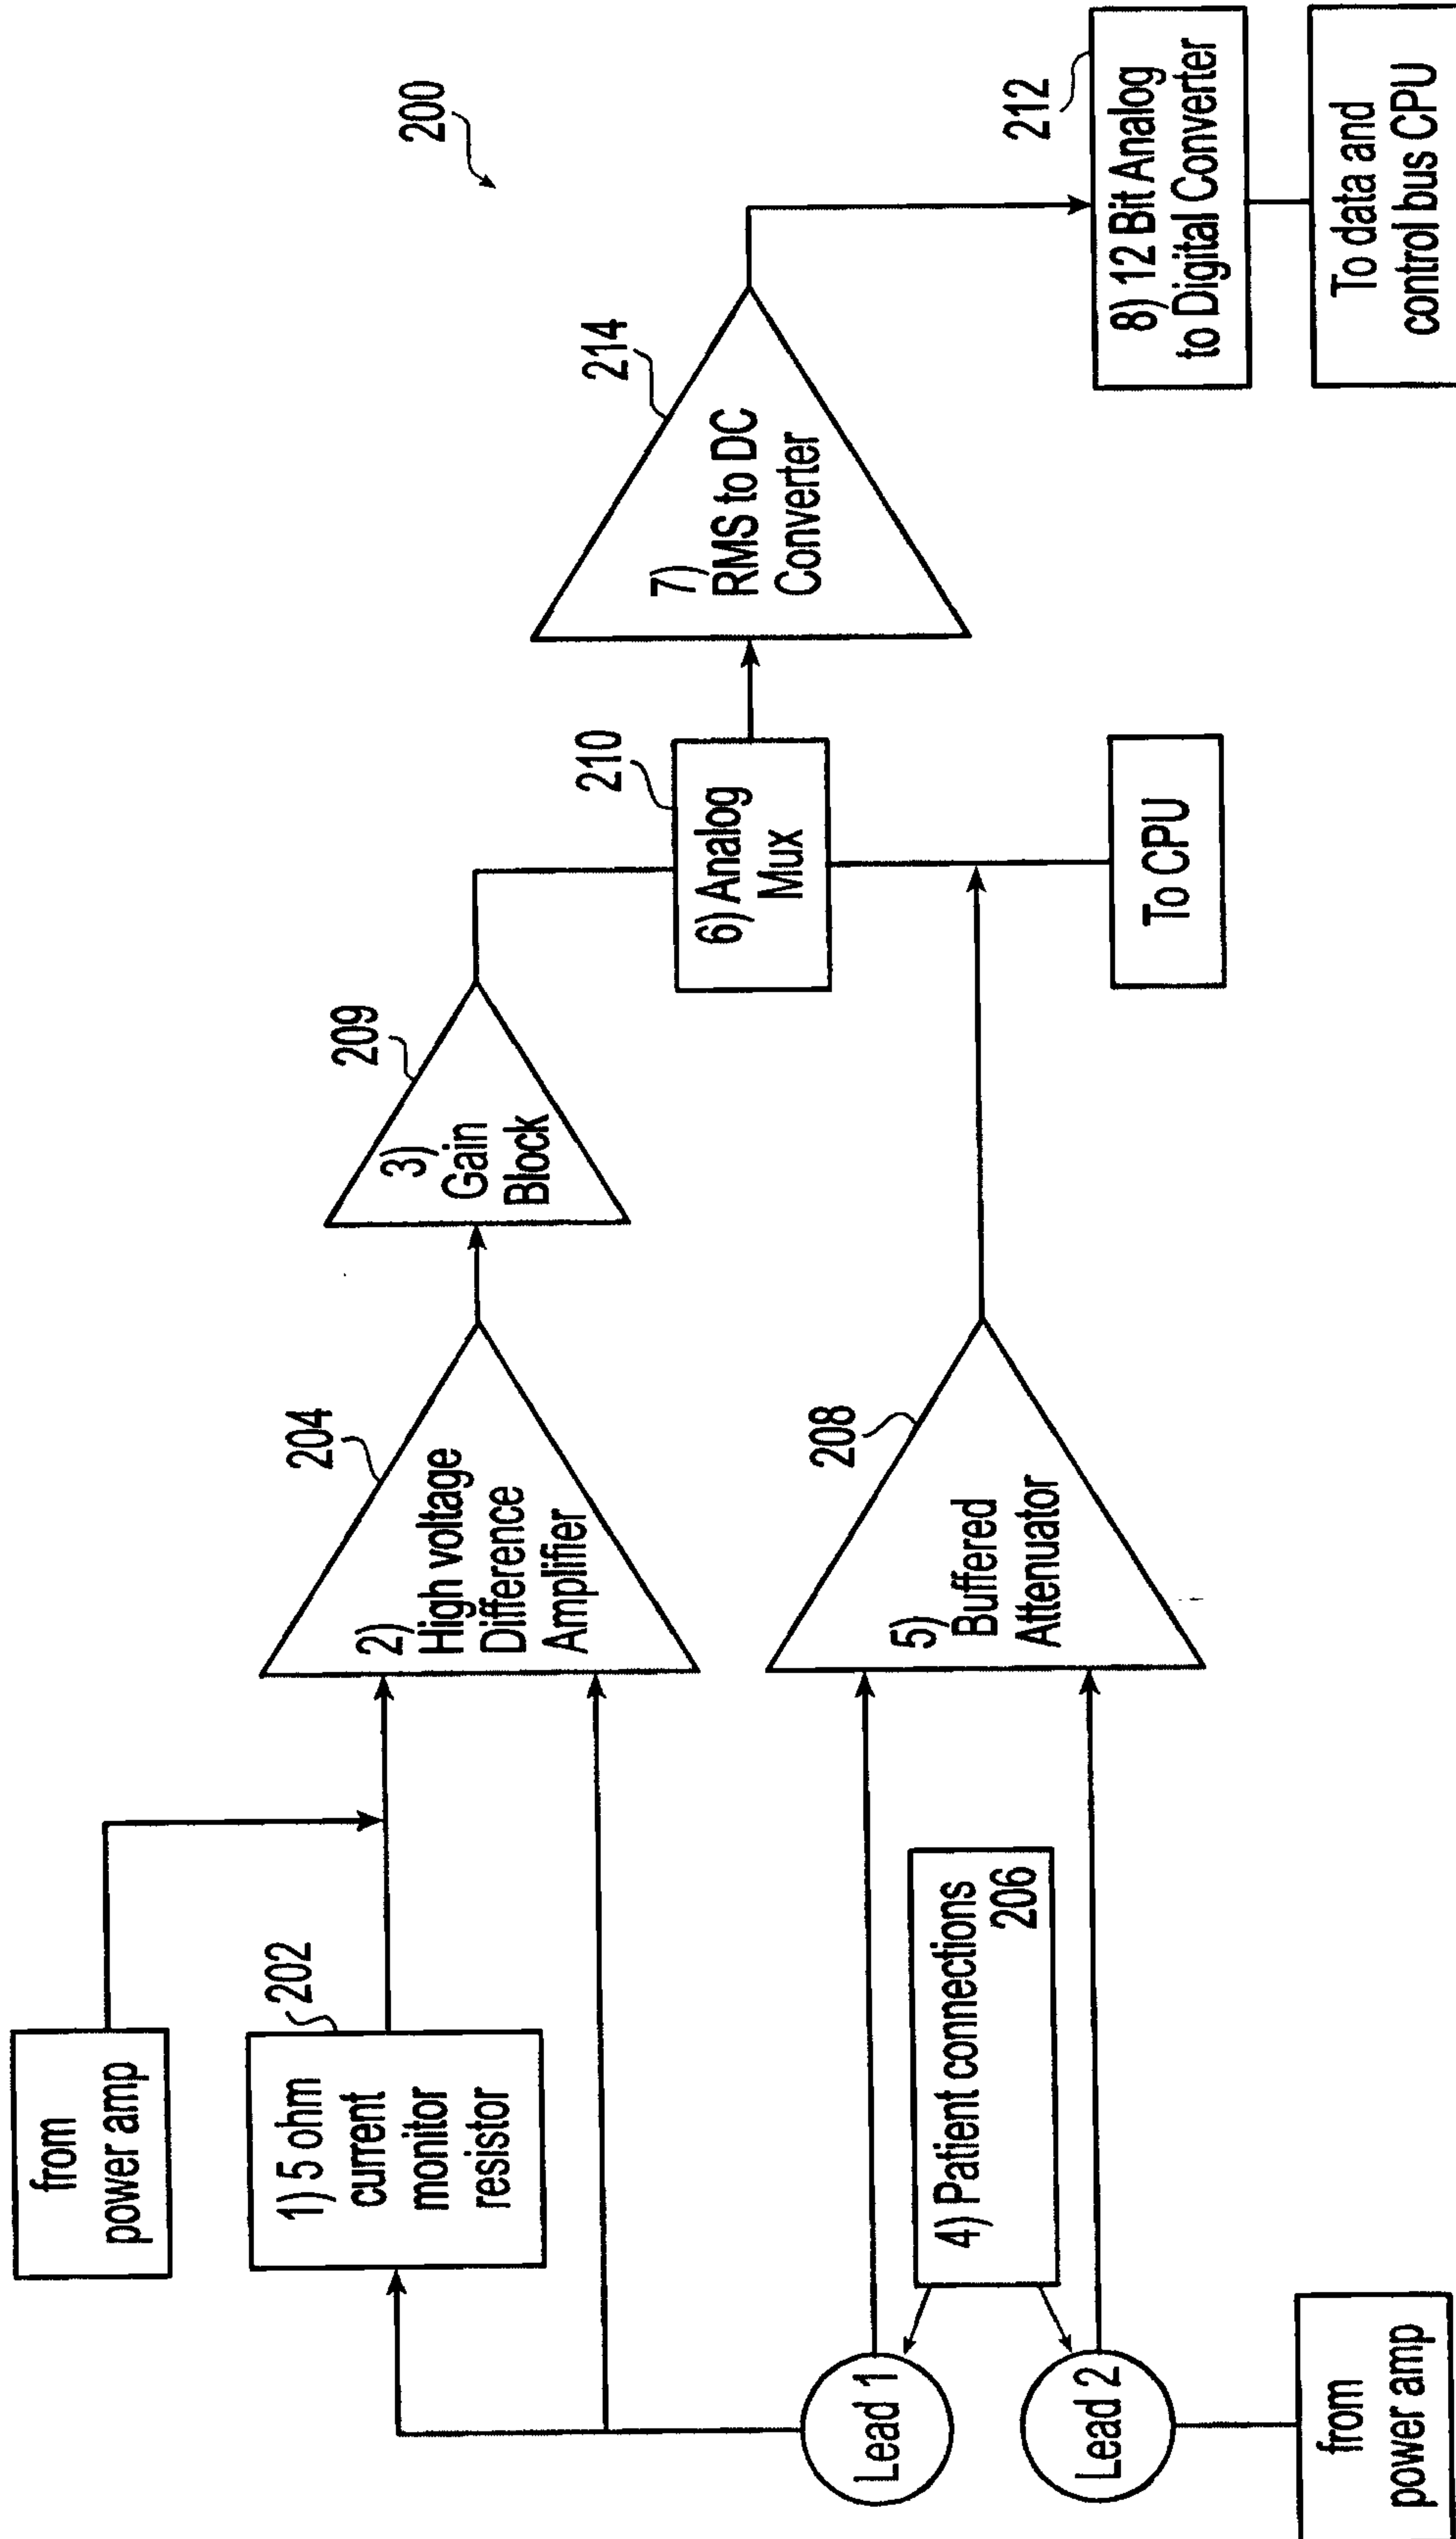 200
from
power amp
202
1) 5 ohm
current
monitor
resistor
204
2)
High voltage
Difference
Amplifier
209
3)
Gain
Block
210
6) Analog
Mux
214
7)
RMS to DC
Converter
212
8) 12 Bit Analog
to Digital Converter
To data and
control bus CPU
Lead 1
4) Patient connections
206
Lead 2
208
5)
Buffered
Attenuator
To CPU
from
power amp